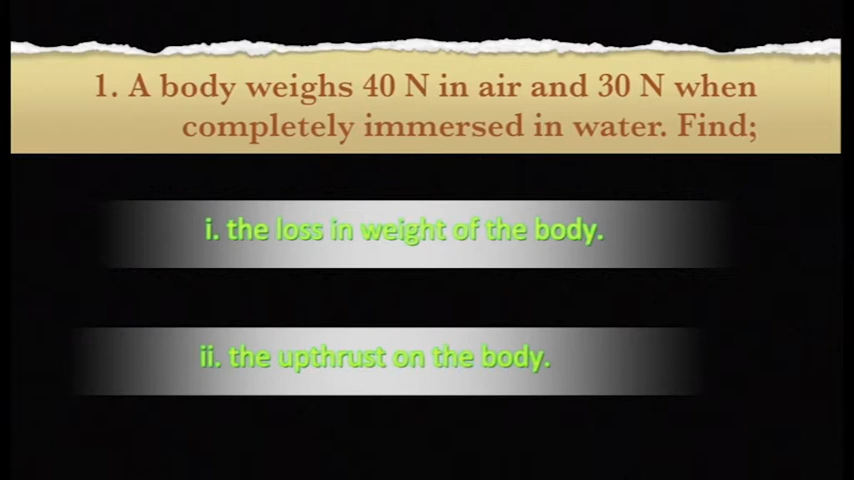 1. A body weighs 40 N in air and 30 N when
completely immersed in water. Find;
i. the loss in weight of the body.
ii. the upthrust on the body.